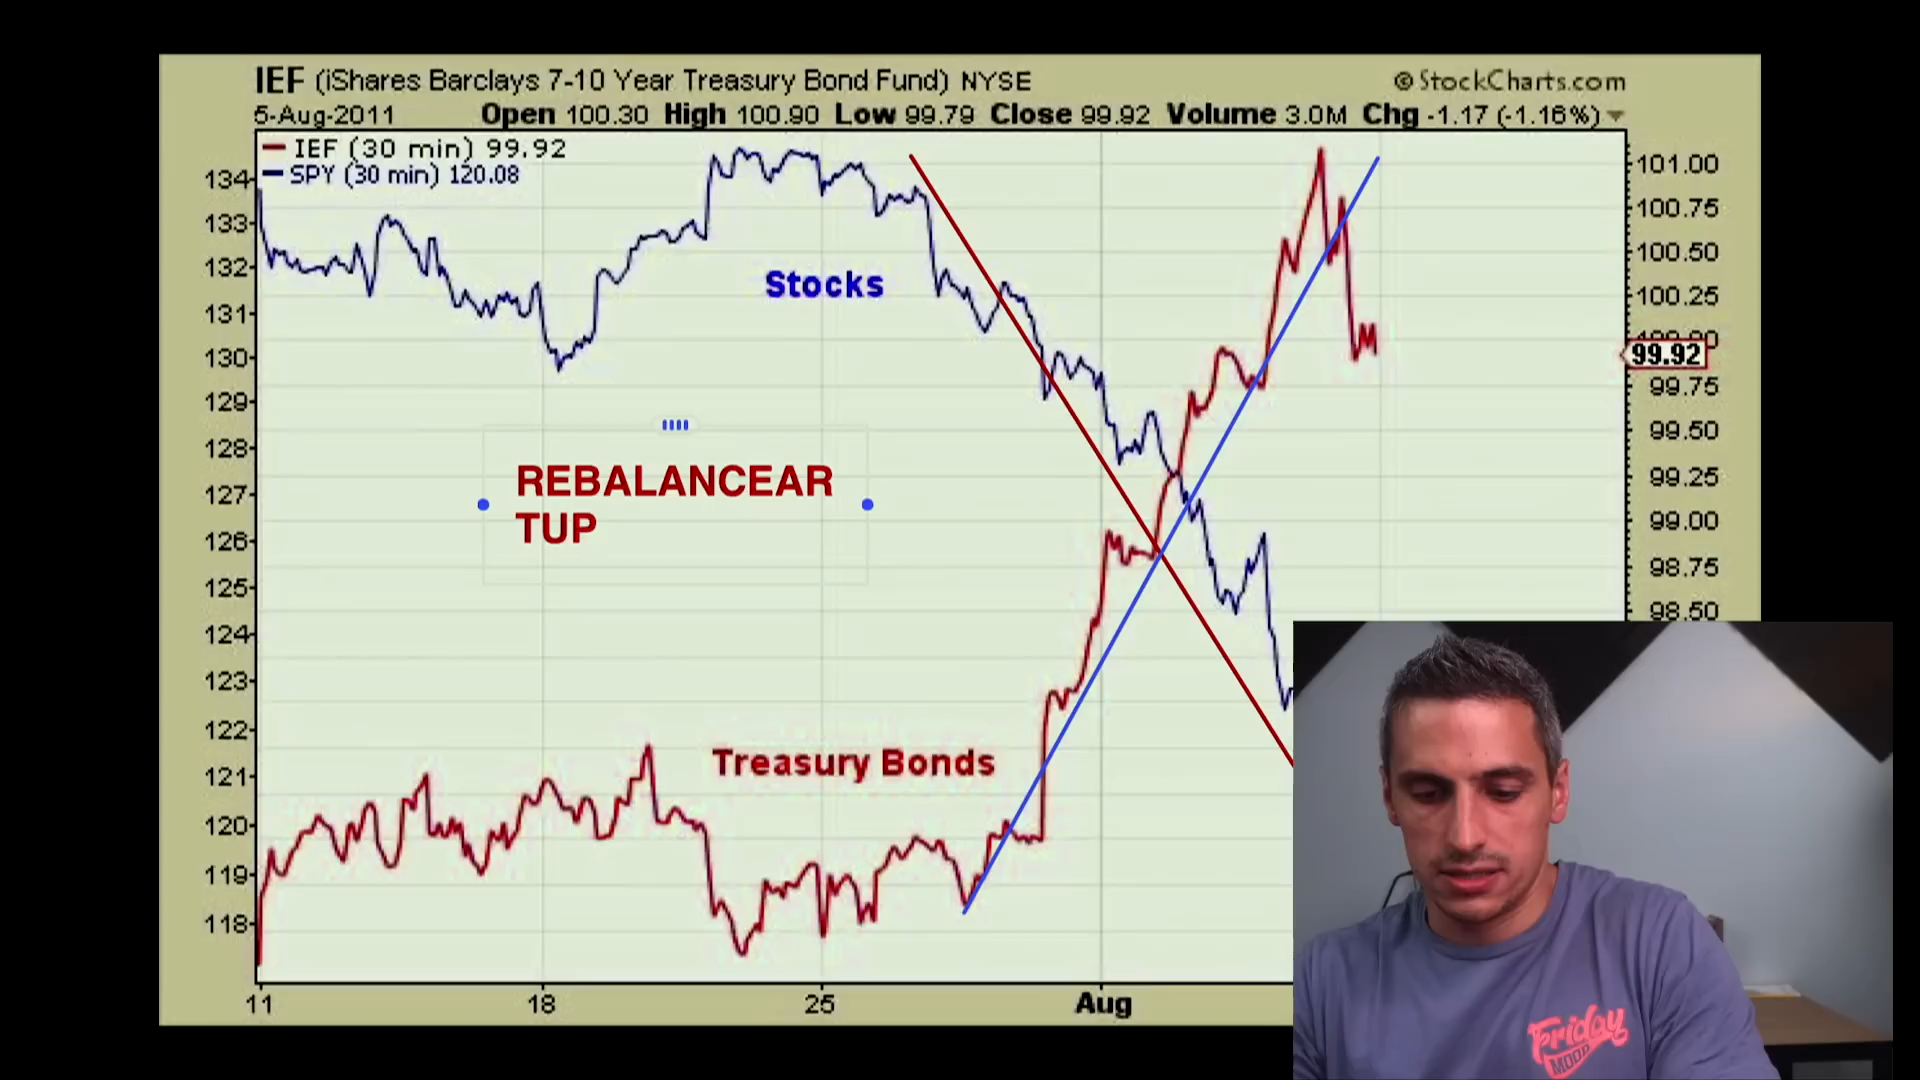 IEF (iShares Barclays 7-10 Year Treasury Bond Fund) NYSE
© StockCharts.com
5-Aug-2011 Open 100.30 High 100.90 Low 99.79 Close 99.92 Volume 3.0M Chg -1.17 (-1.16%)
IEF (30 min) 99.92
SPY (30 min) 120.08
134
133
132
131
130
129
128
127
126
125
124
123
122
121
120
119
118
101.00
100.75
100.50
100.25
99.92
99.75
99.50
99.25
99.00
98.75
98.50
Stocks
REBALANCEAR
TUP
Treasury Bonds
11 18 25 Aug
Friday
MOOD